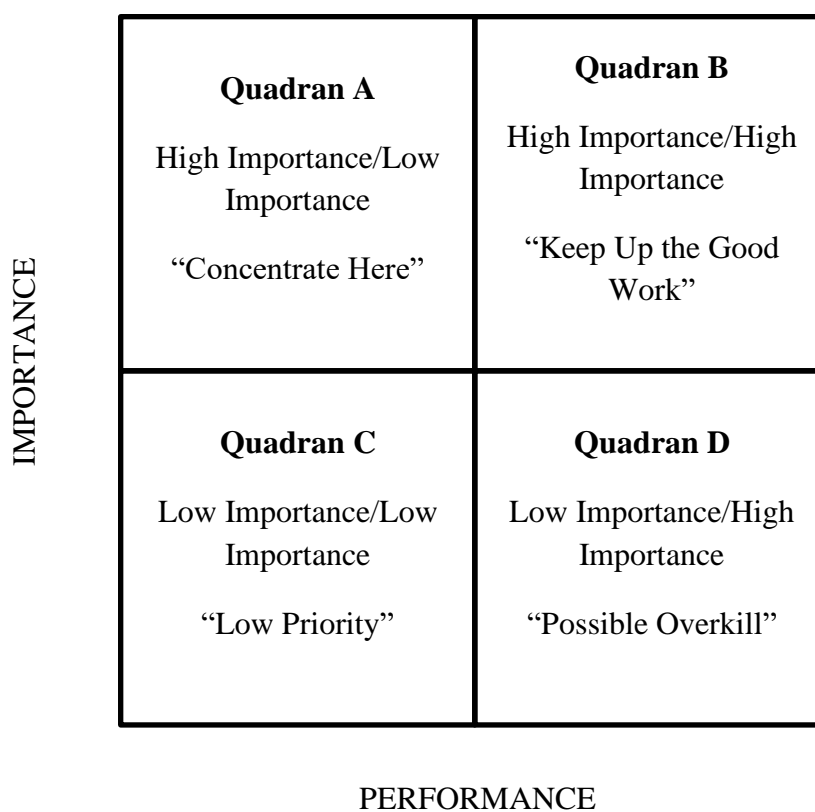 IMPORTANCE
Quadran A
High Importance/Low
Importance
“Concentrate Here”
Quadran B
High Importance/High
Importance
“Keep Up the Good
Work”
Quadran C
Low Importance/Low
Importance
“Low Priority”
Quadran D
Low Importance/High
Importance
“Possible Overkill”
PERFORMANCE